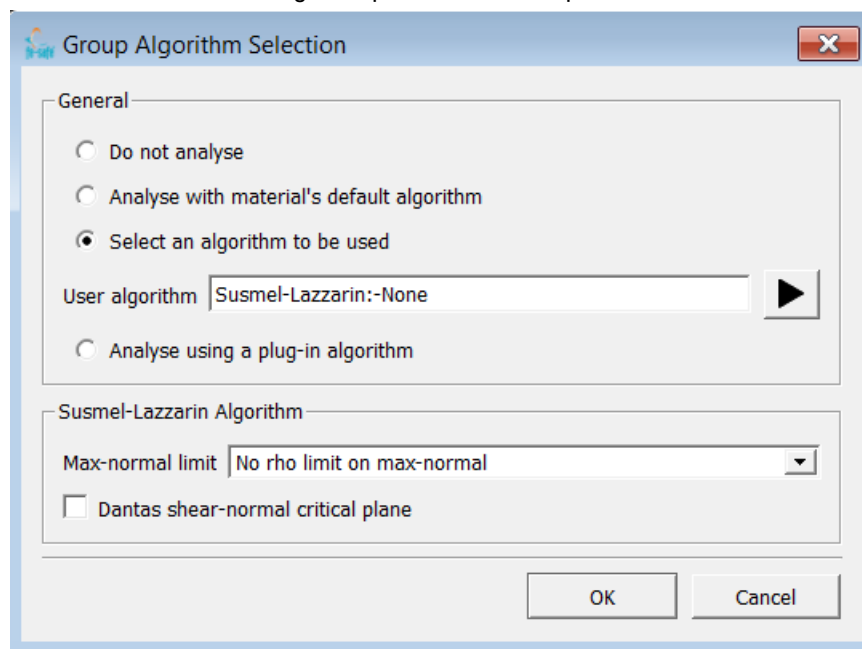 Group Algorithm Selection
General
Do not analyse
Analyse with material's default algorithm
Select an algorithm to be used
User algorithm Susmel-Lazzarin:-None
Analyse using a plug-in algorithm
Susmel-Lazzarin Algorithm
Max-normal limit No rho limit on max-normal
Dantas shear-normal critical plane
OK Cancel